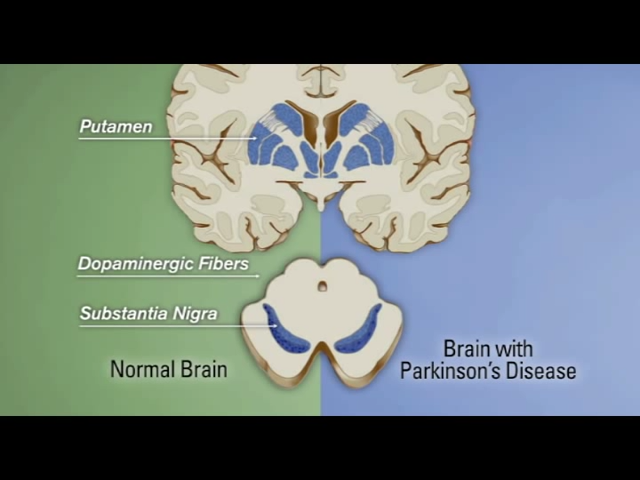 Putamen
Dopaminergic Fibers
Substantia Nigra
Normal Brain
Brain with
Parkinson's Disease